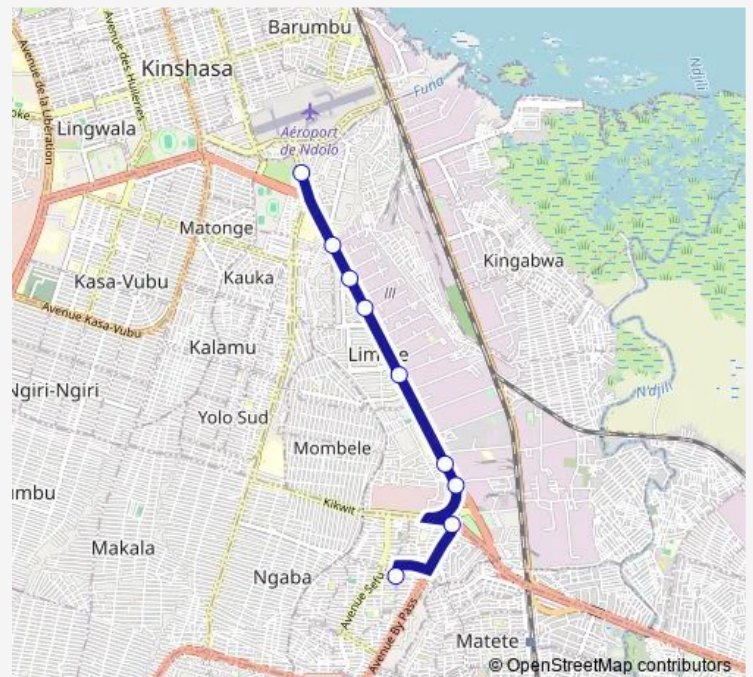 Barumbu
Avenue des Huileries
Avenue de la Libération
Kinshasa
Ndjili
Funa
Lingwala
Aéroport
de Ndolo
Matonge
Kingabwa
Kasa-Vubu
Kauka
III
Avenue Kasa-Vubu
Kalamu
Ngiri-Ngiri
N'djili
Yolo Sud
Mombele
Kikwit
Makala
Ngaba
Avenue Sefu
Avenue By Pass
Matete
© OpenStreetMap contributors